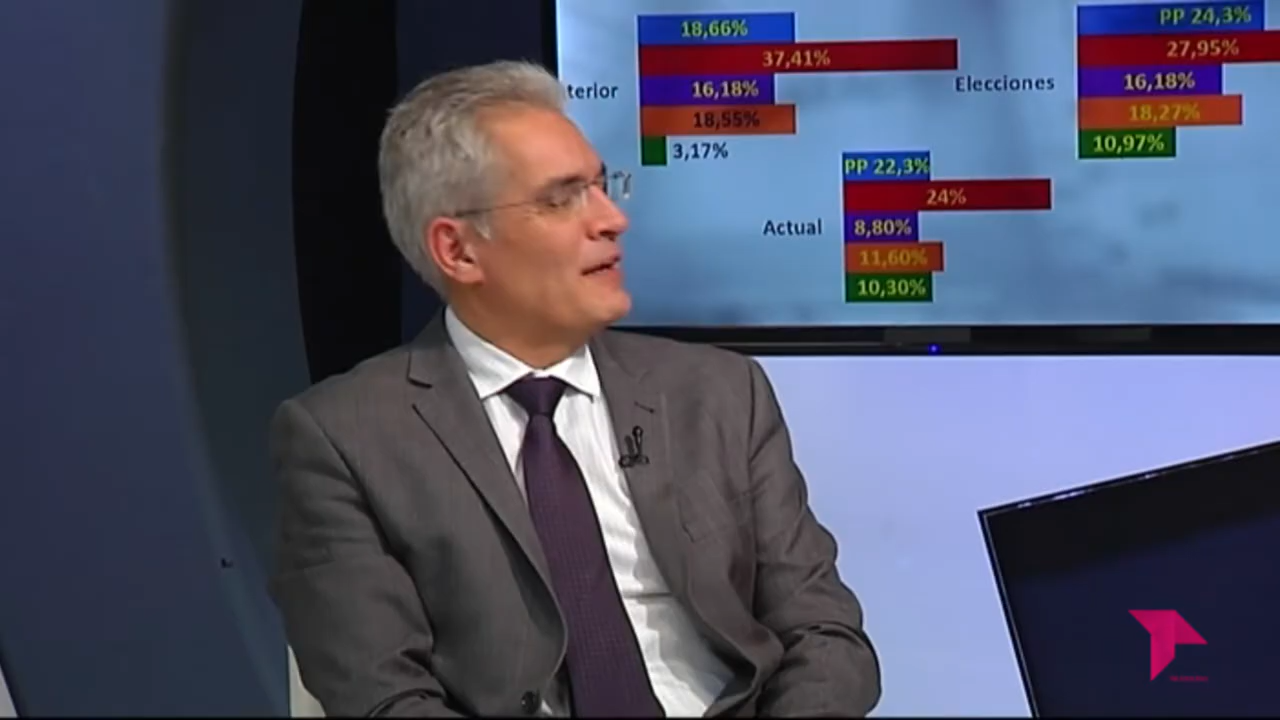 18,66%
37,41%
terior
16,18%
18,55%
3,17%
Elecciones
PP 24,3%
27,95%
16,18%
18,27%
10,97%
Actual
PP 22,3%
24%
8,80%
11,60%
10,30%